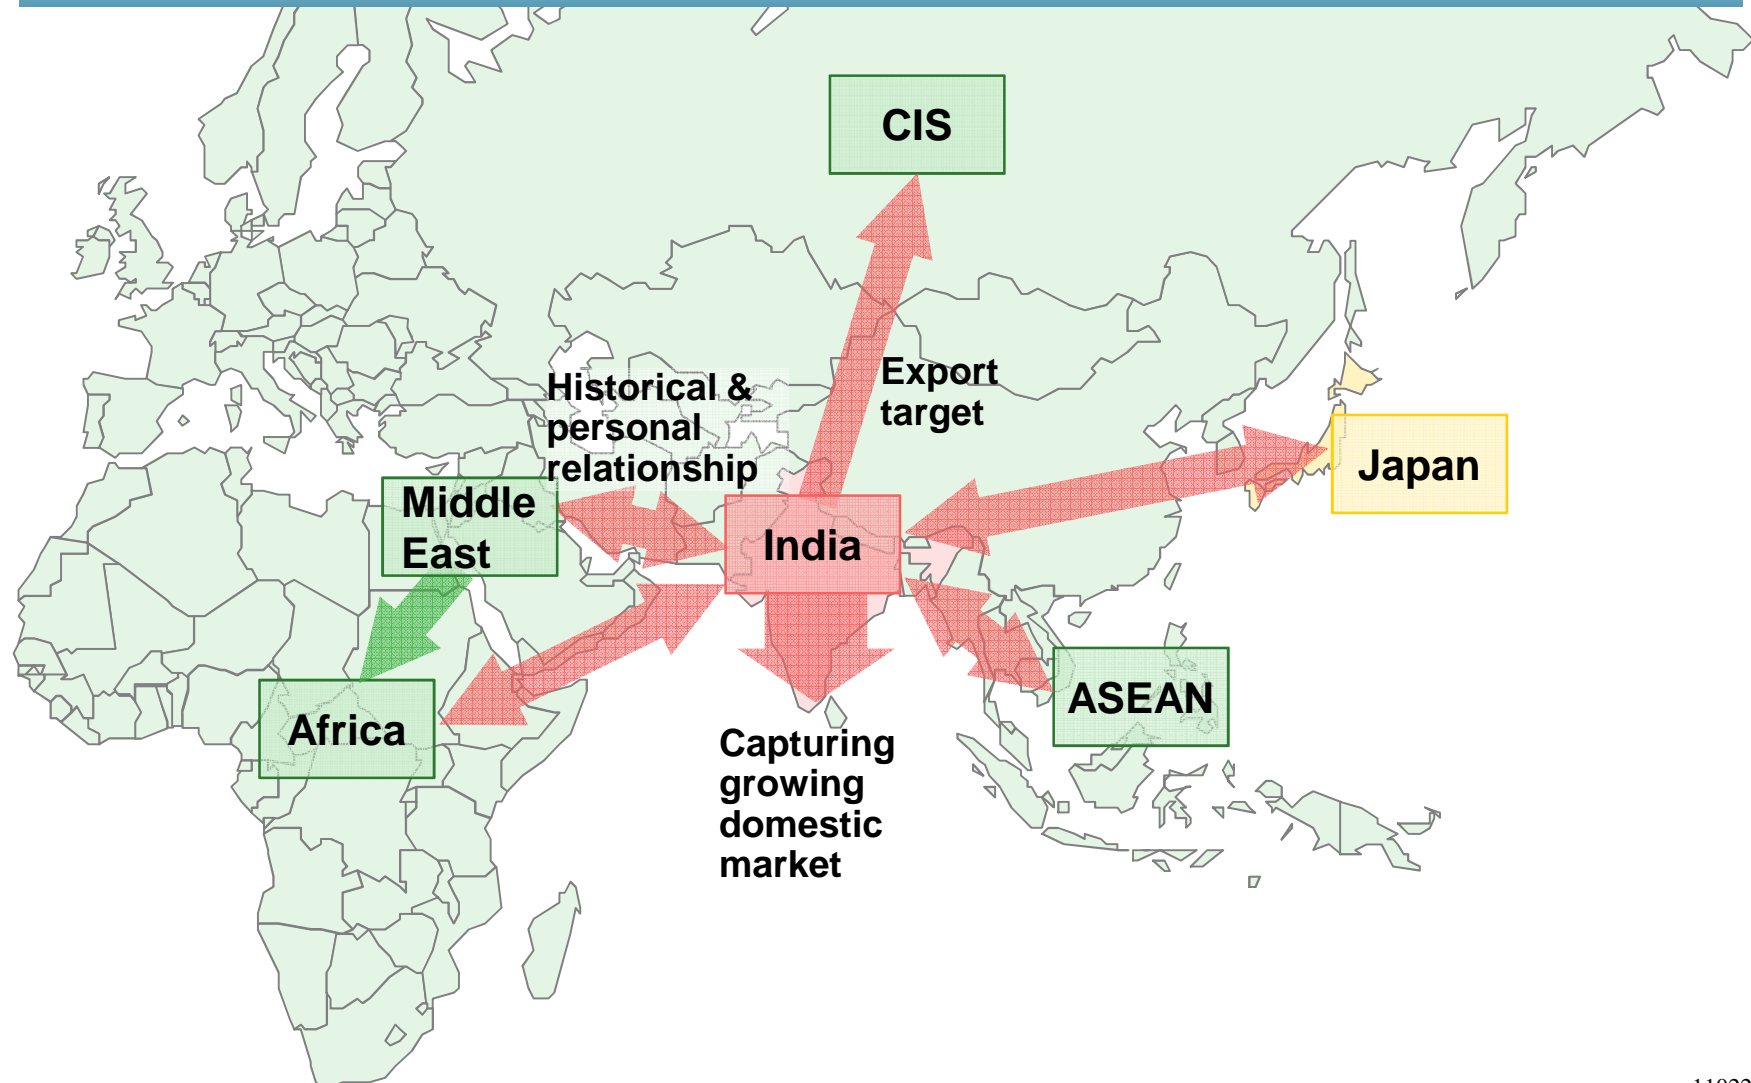 CIS
Export
target
Historical &
personal
relationship
Japan
Middle
East
India
ASEAN
Africa
Capturing
growing
domestic
market